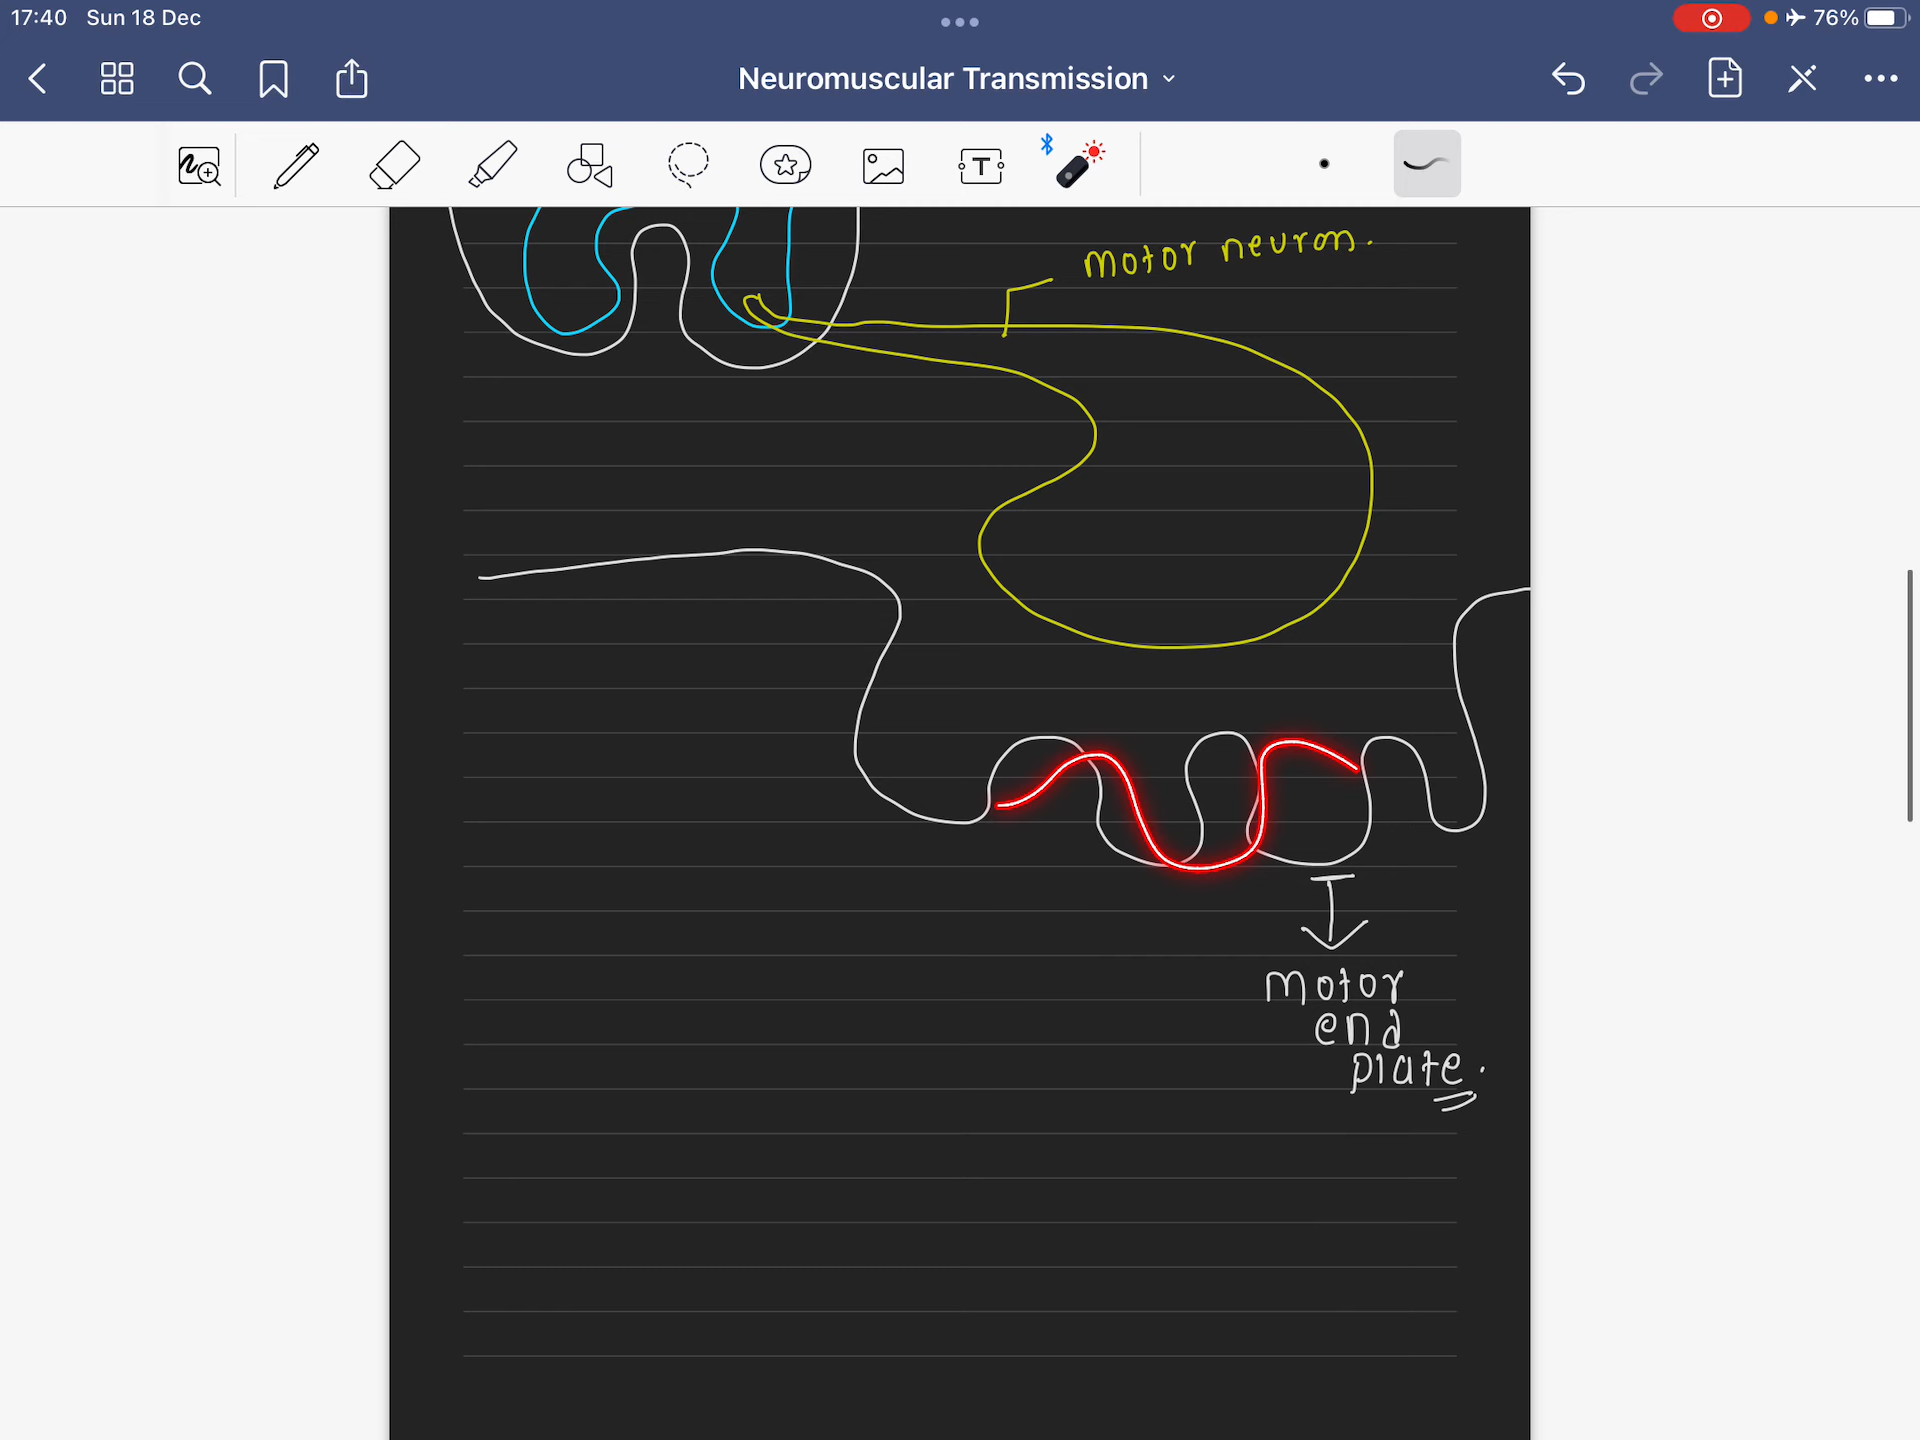 17:40 Sun 18 Dec
76%
Neuromuscular Transmission
T
motor neuron.
motor
end
plate.